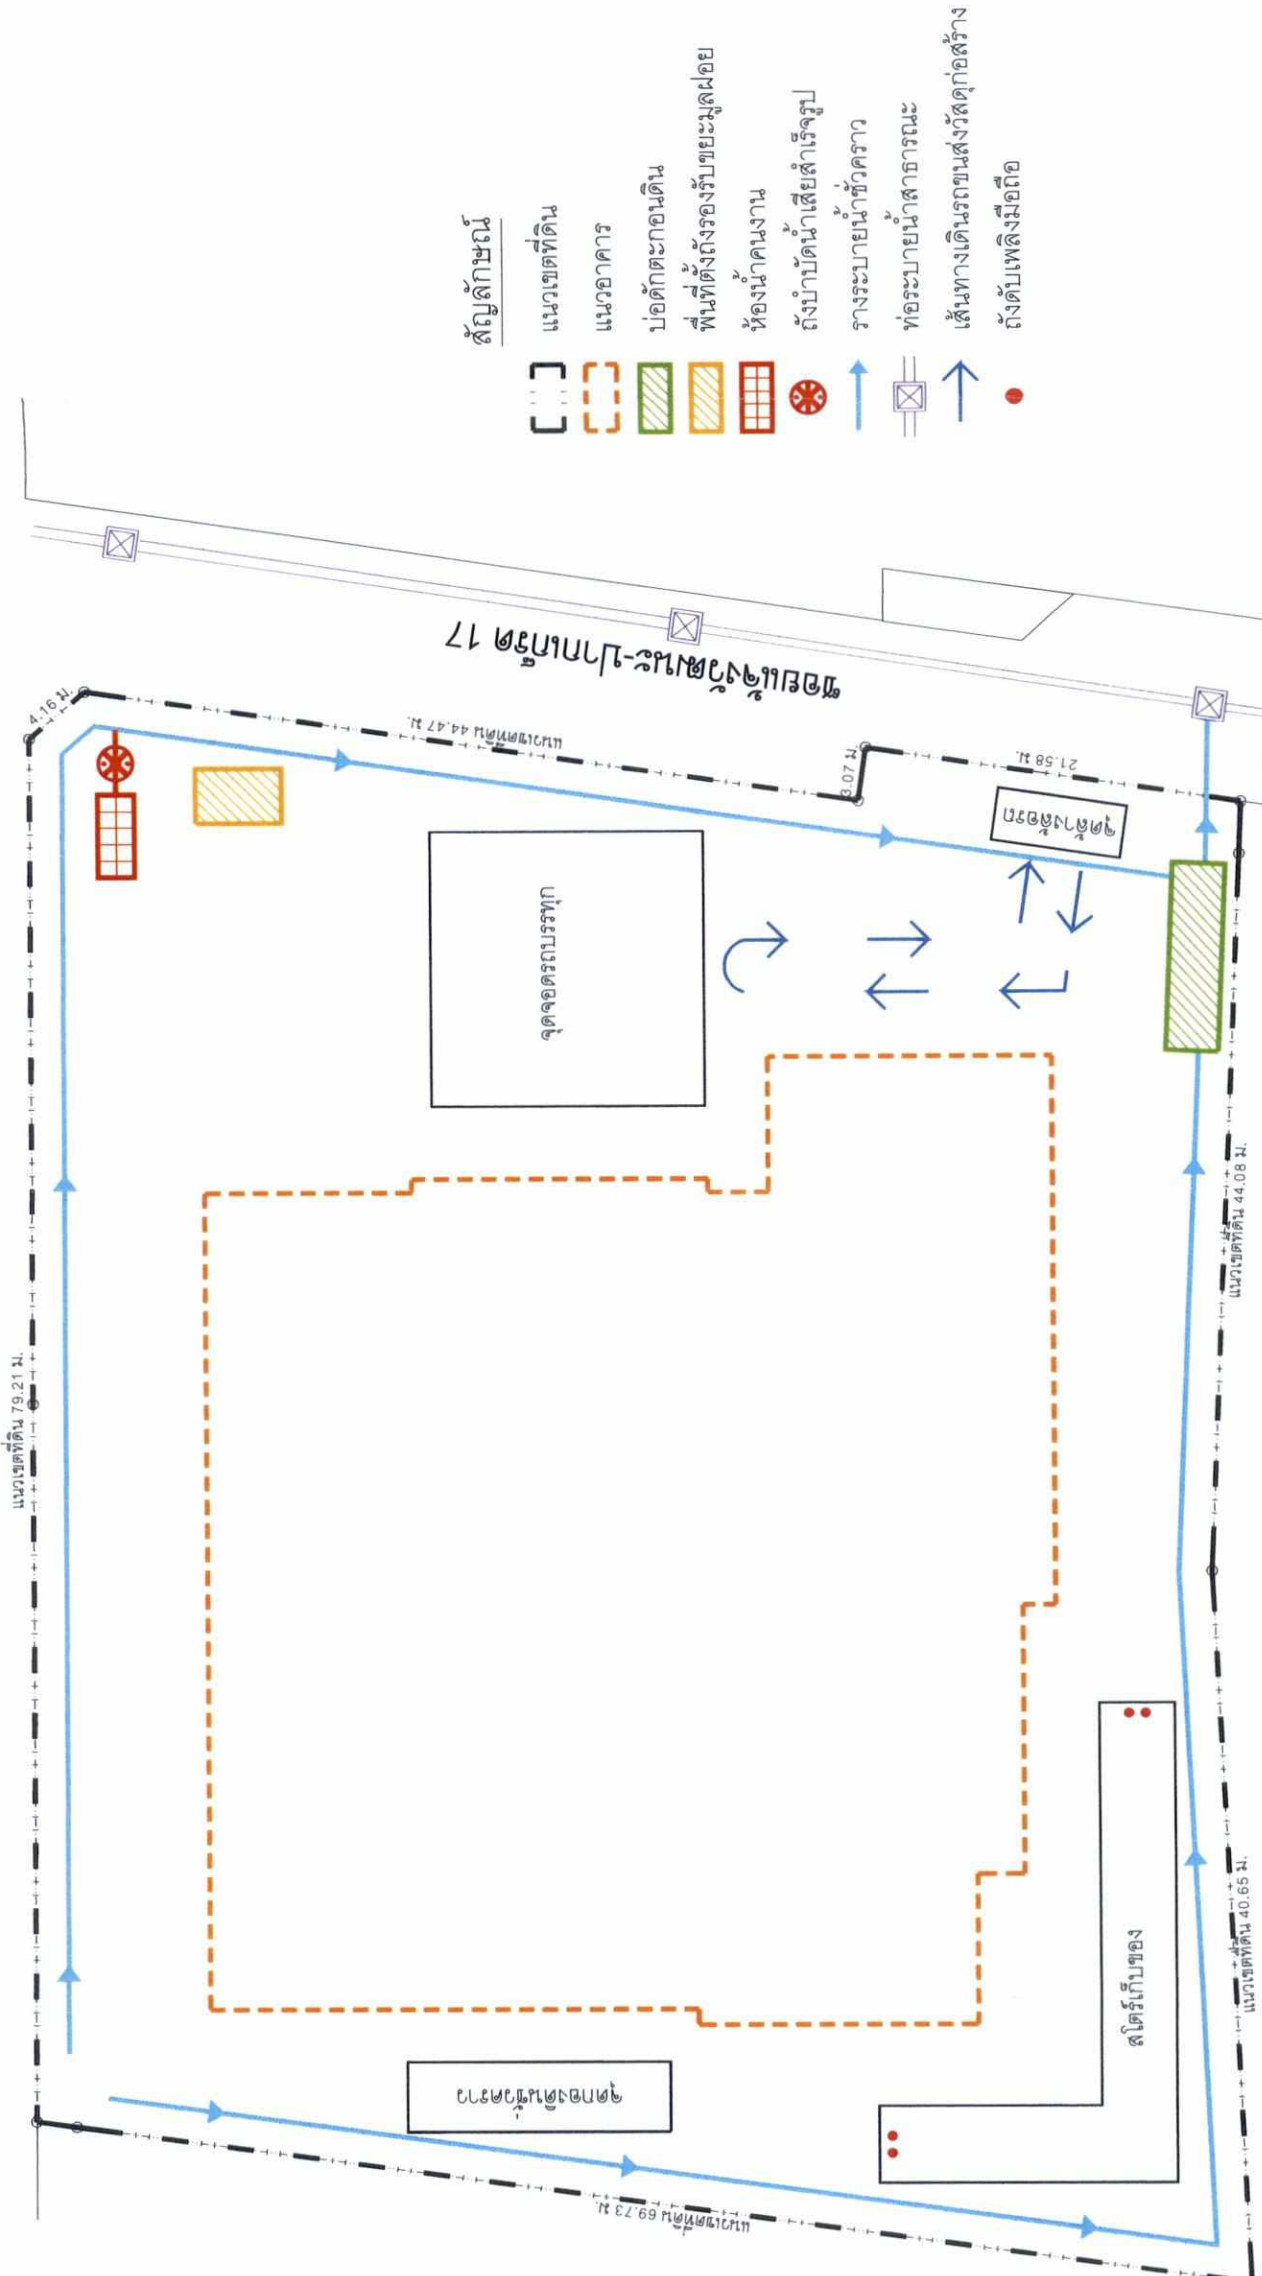 สัญลักษณ์
แนวเขตที่ดิน
แนวอาคาร
บ่อดักตะกอนดิน
พื้นที่ตั้งถังรองรับขยะมูลฝอย
ห้องน้ำคนงาน
ถังบำบัดน้ำเสียสำเร็จรูป
รางระบายน้ำชั่วคราว
ท่อระบายน้ำสาธารณะ
เส้นทางเดินรถขนส่งวัสดุก่อสร้าง
ถังดับเพลิงมือถือ
ซอยแจ้งวัฒนะ-ปากเกร็ด 17
4.16 ม.
แนวเขตที่ดิน 44.47 ม.
3.07 ม.
21.58 ม.
จุดล้างล้อรถ
จุดจอดรถบรรทุก
แนวเขตที่ดิน 79.21 ม.
แนวเขตที่ดิน 44.08 ม.
แนวเขตที่ดิน 40.65 ม.
สโตร์เก็บของ
จุดกองดินชั่วคราว
แนวเขตที่ดิน 69.73 ม.